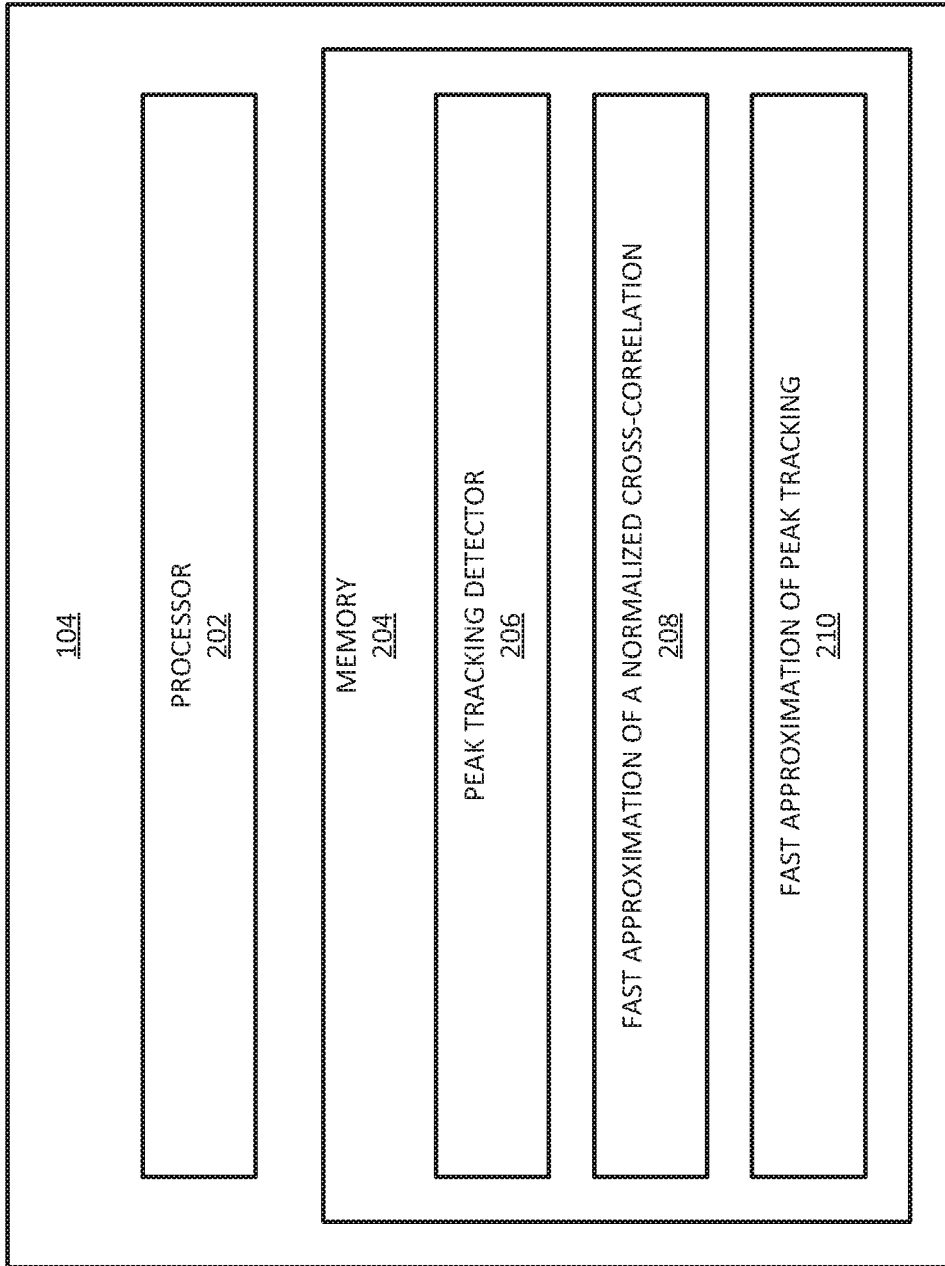 104
PROCESSOR
202
MEMORY
204
PEAK TRACKING DETECTOR
206
FAST APPROXIMATION OF A NORMALIZED CROSS-CORRELATION
208
FAST APPROXIMATION OF PEAK TRACKING
210